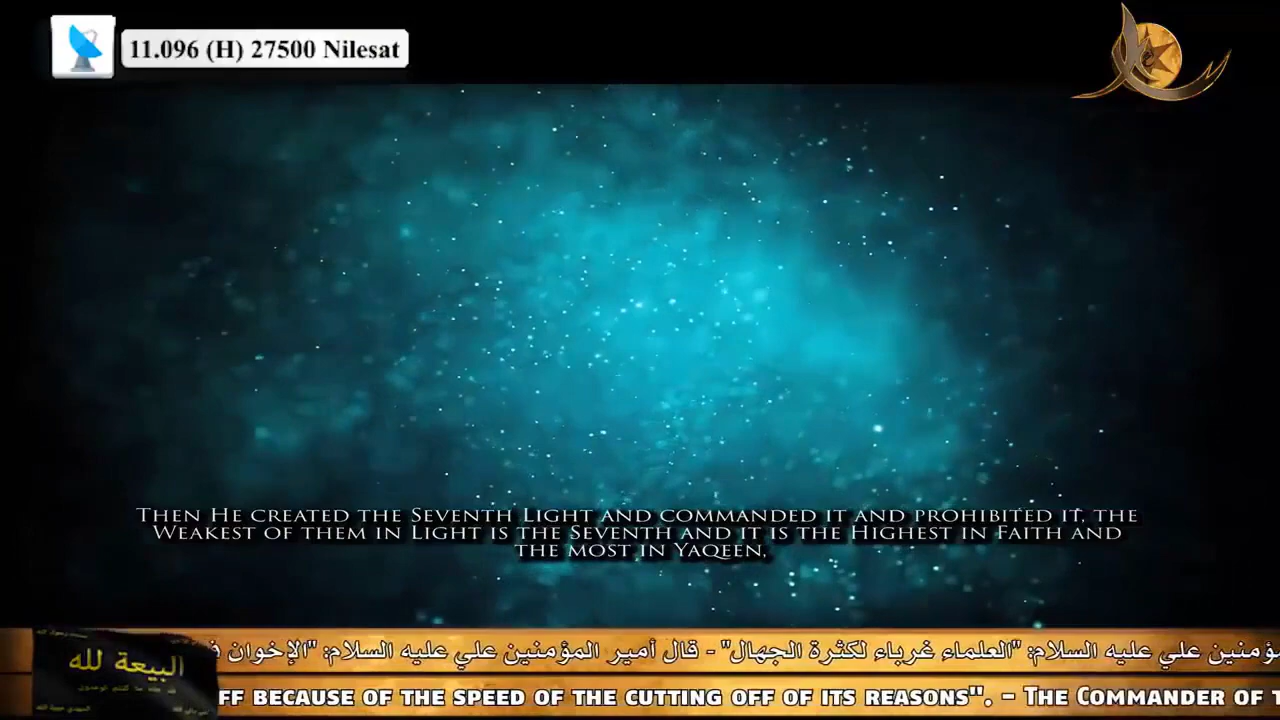 11.096 (H) 27500 Nilesat
Then He created the Seventh Light and commanded it and prohibited it, the
Weakest of them in Light is the Seventh and it is the Highest in Faith and
the most in Yaqeen,
ؤمنين علي عليه السلام: "العلماء غرباء لكثرة الجهال" - قال أمير المؤمنين علي عليه السلام: "الإخوان ف
البيعة لله
FF BECAUSE OF THE SPEED OF THE CUTTING OFF OF ITS REASONS". – THE COMMANDER OF T